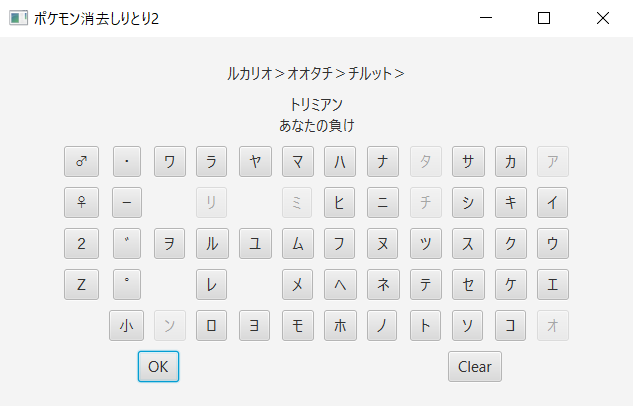 ポケモン消去しりとり2
ルカリオ＞オオタチ＞チルット＞
トリミアン
あなたの負け
♂ ・ ワ ラ ヤ マ ハ ナ タ サ カ ア
♀ ー リ ミ ヒ ニ チ シ キ イ
2 ゛ ヲ ル ユ ム フ ヌ ツ ス ク ウ
Z ゜ レ メ ヘ ネ テ セ ケ エ
小 ン ロ ヨ モ ホ ノ ト ソ コ オ
OK Clear